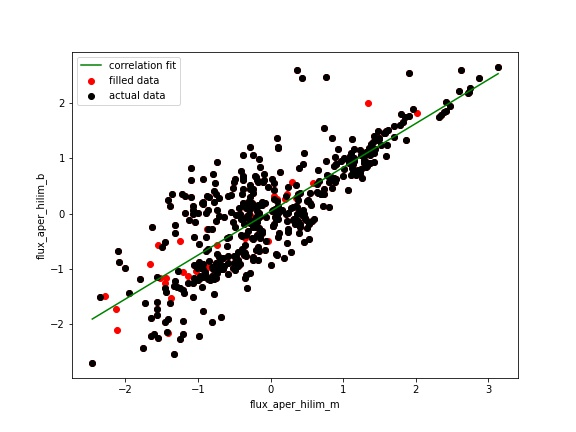 correlation fit
filled data
actual data
2
1
0
−1
−2
flux_aper_hilim_b
−2
−1
0
1
2
3
flux_aper_hilim_m